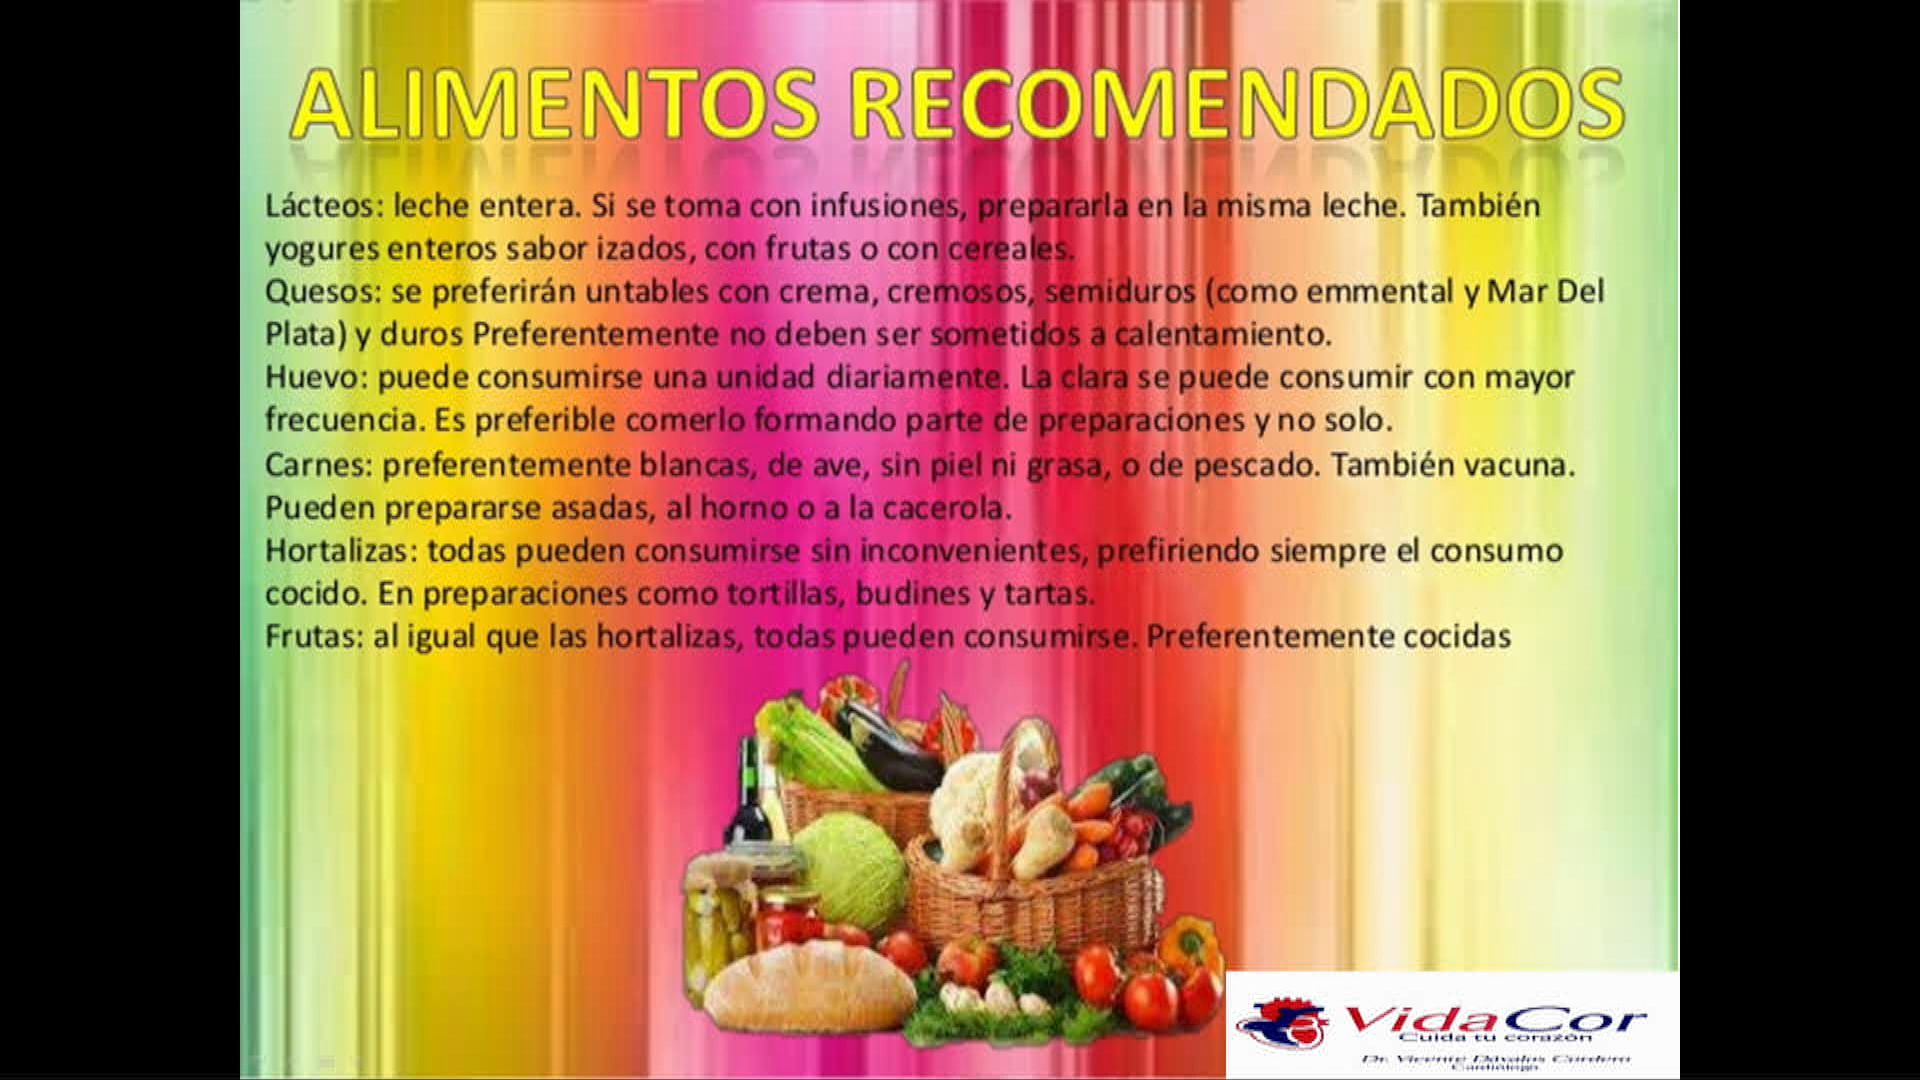 ALIMENTOS RECOMENDADOS
Lácteos: leche entera. Si se toma con infusiones, prepararla en la misma leche. También
yogures enteros sabor izados, con frutas o con cereales.
Quesos: se preferirán untables con crema, cremosos, semiduros (como emmental y Mar Del
Plata) y duros Preferentemente no deben ser sometidos a calentamiento.
Huevo: puede consumirse una unidad diariamente. La clara se puede consumir con mayor
frecuencia. Es preferible comerlo formando parte de preparaciones y no solo.
Carnes: preferentemente blancas, de ave, sin piel ni grasa, o de pescado. También vacuna.
Pueden prepararse asadas, al horno o a la cacerola.
Hortalizas: todas pueden consumirse sin inconvenientes, prefiriendo siempre el consumo
cocido. En preparaciones como tortillas, budines y tartas.
Frutas: al igual que las hortalizas, todas pueden consumirse. Preferentemente cocidas
VidaCor
Cuida tu corazón
Dr. Vicente Dávalos Cordero
Cardiólogo